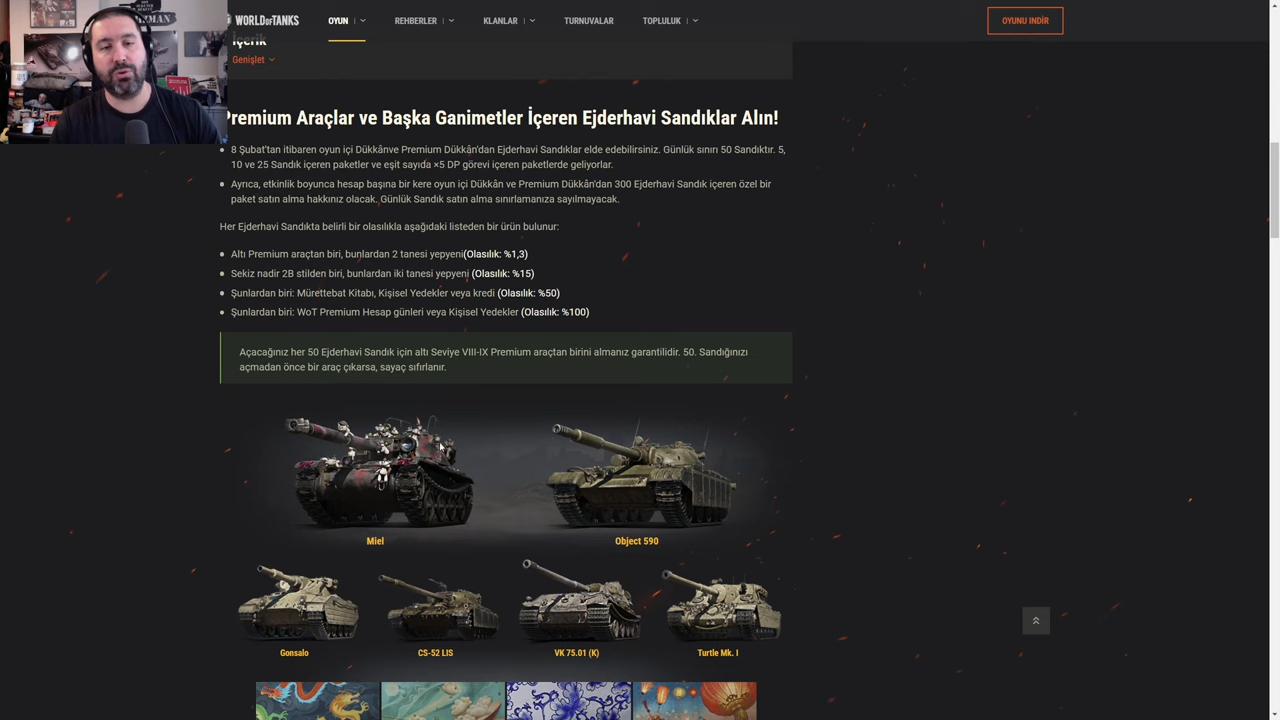 WORLD OF TANKS
OYUN
REHBERLER
KLANLAR
TURNUVALAR
TOPLULUK
OYUNU INDİR
İçerik
Genişlet
Premium Araçlar ve Başka Ganimetler İçeren Ejderhavi Sandıklar Alın!
8 Şubat'tan itibaren oyun içi Dükkânve Premium Dükkân'dan Ejderhavi Sandıklar elde edebilirsiniz. Günlük sınırı 50 Sandıktır. 5,
10 ve 25 Sandık içeren paketler ve eşit sayıda ×5 DP görevi içeren paketlerde geliyorlar.
Ayrıca, etkinlik boyunca hesap başına bir kere oyun içi Dükkân ve Premium Dükkân'dan 300 Ejderhavi Sandık içeren özel bir
paket satın alma hakkınız olacak. Günlük Sandık satın alma sınırlamanıza sayılmayacak.
Her Ejderhavi Sandıkta belirli bir olasılıkla aşağıdaki listeden bir ürün bulunur:
Altı Premium araçtan biri, bunlardan 2 tanesi yepyeni(Olasılık: %1,3)
Sekiz nadir 2B stilden biri, bunlardan iki tanesi yepyeni (Olasılık: %15)
Şunlardan biri: Mürettebat Kitabı, Kişisel Yedekler veya kredi (Olasılık: %50)
Şunlardan biri: WoT Premium Hesap günleri veya Kişisel Yedekler (Olasılık: %100)
Açacağınız her 50 Ejderhavi Sandık için altı Seviye VIII-IX Premium araçtan birini almanız garantilidir. 50. Sandığınızı
açmadan önce bir araç çıkarsa, sayaç sıfırlanır.
Miel
Object 590
Gonsalo
CS-52 LIS
VK 75.01 (K)
Turtle Mk. I